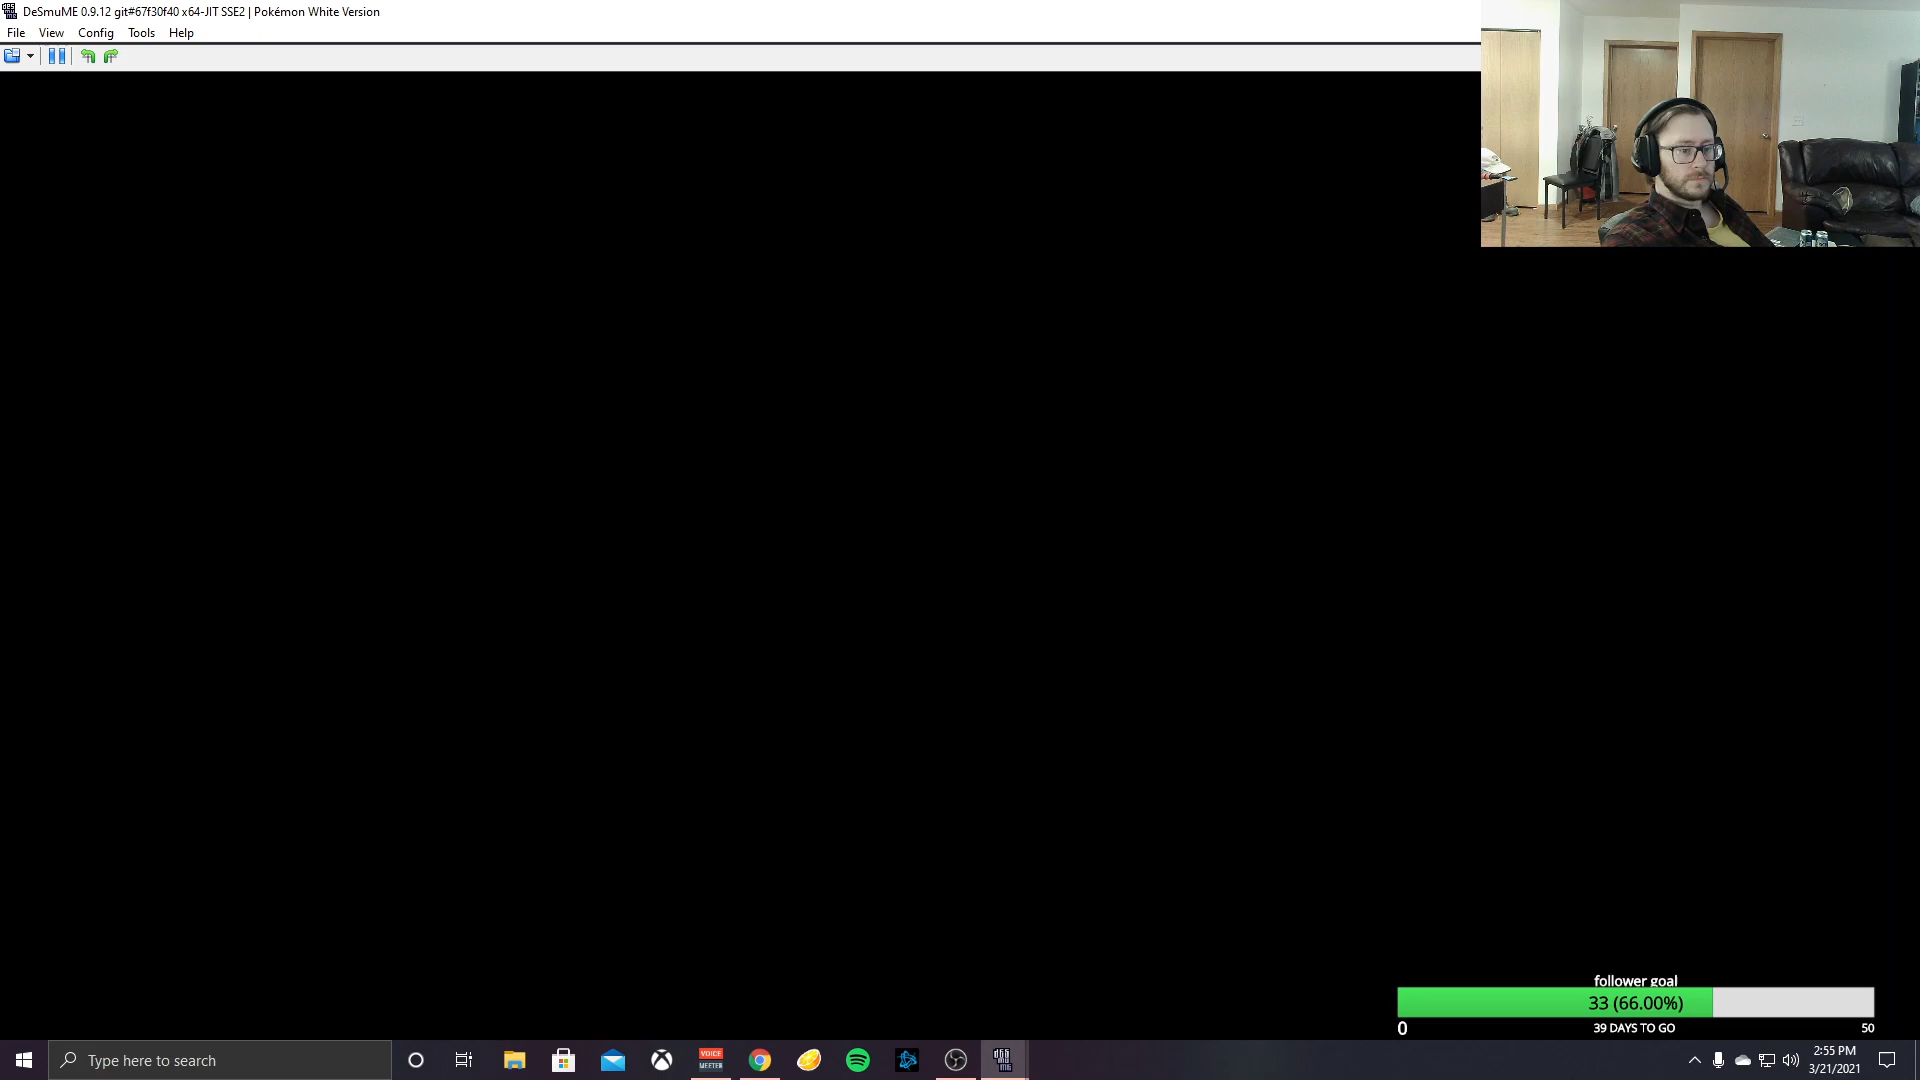 DeSmuME 0.9.12 git#67f30f40 x64-JIT SSE2 | Pokémon White Version
File View Config Tools Help
follower goal
33 (66.00%)
0 39 DAYS TO GO 50
Type here to search
VOICE
MEETER
2:55 PM
3/21/2021